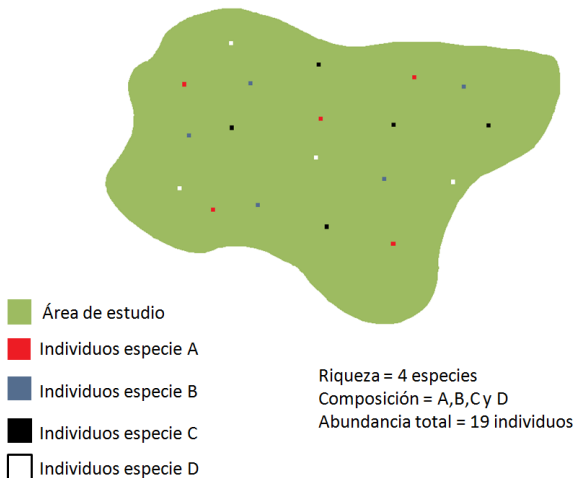 Área de estudio
Individuos especie A
Individuos especie B
Individuos especie C
Individuos especie D
Riqueza = 4 especies
Composición = A,B,C y D
Abundancia total = 19 individuos